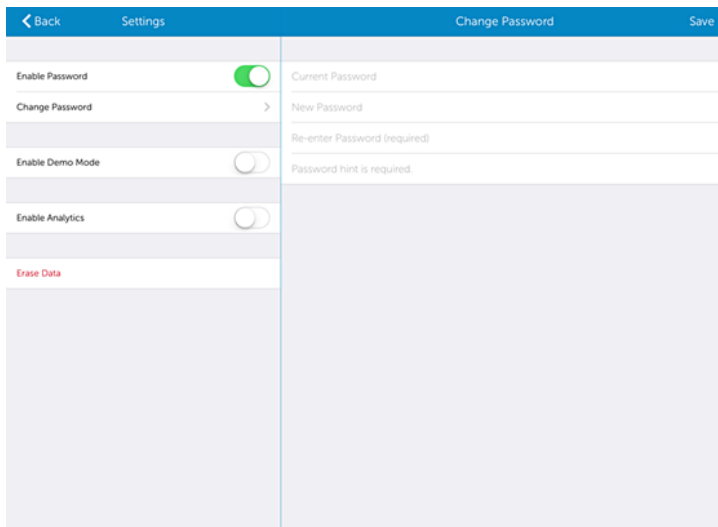 Back
Settings
Change Password
Save
Enable Password
Change Password
Enable Demo Mode
Enable Analytics
Erase Data
Current Password
New Password
Re-enter Password (required)
Password hint is required.